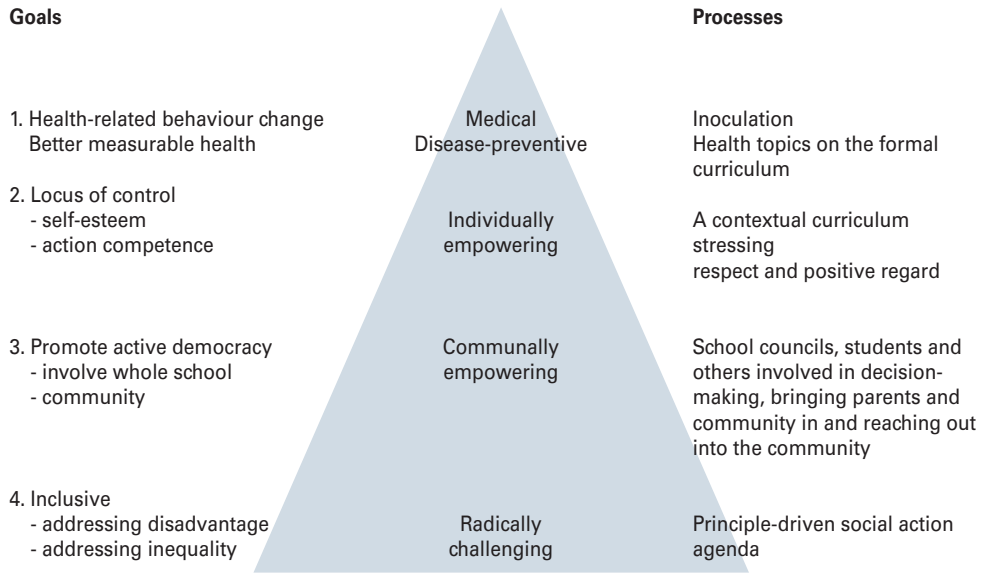 Goals
Processes
1. Health-related behaviour change
Better measurable health
Medical
Disease-preventive
Inoculation
Health topics on the formal
curriculum
2. Locus of control
- self-esteem
- action competence
Individually
empowering
A contextual curriculum
stressing
respect and positive regard
3. Promote active democracy
- involve whole school
- community
Communally
empowering
School councils, students and
others involved in decision-
making, bringing parents and
community in and reaching out
into the community
4. Inclusive
- addressing disadvantage
- addressing inequality
Radically
challenging
Principle-driven social action
agenda